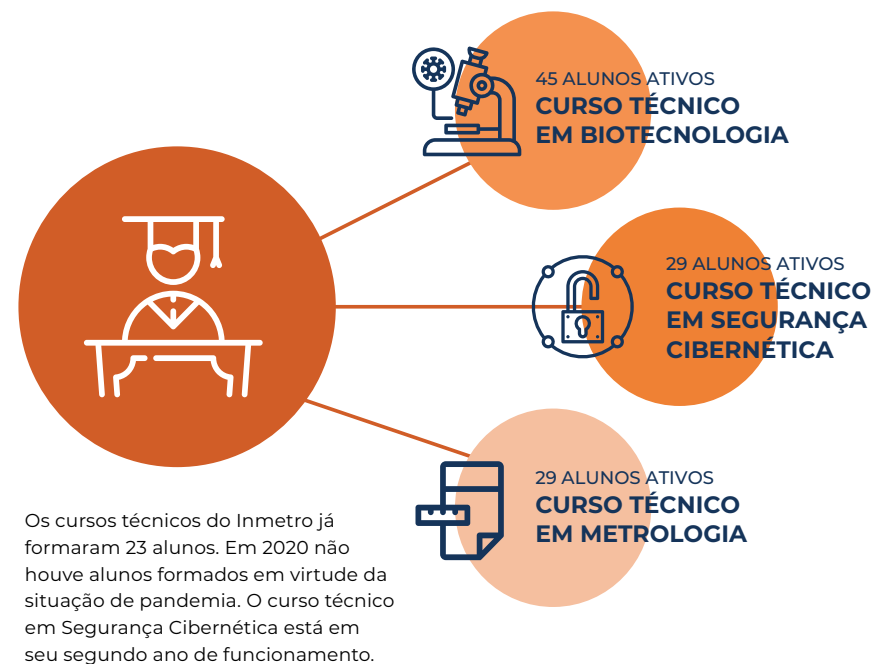 45 ALUNOS ATIVOS
CURSO TÉCNICO
EM BIOTECNOLOGIA
29 ALUNOS ATIVOS
CURSO TÉCNICO
EM SEGURANÇA
CIBERNÉTICA
29 ALUNOS ATIVOS
CURSO TÉCNICO
EM METROLOGIA
Os cursos técnicos do Inmetro já
formaram 23 alunos. Em 2020 não
houve alunos formados em virtude da
situação de pandemia. O curso técnico
em Segurança Cibernética está em
seu segundo ano de funcionamento.